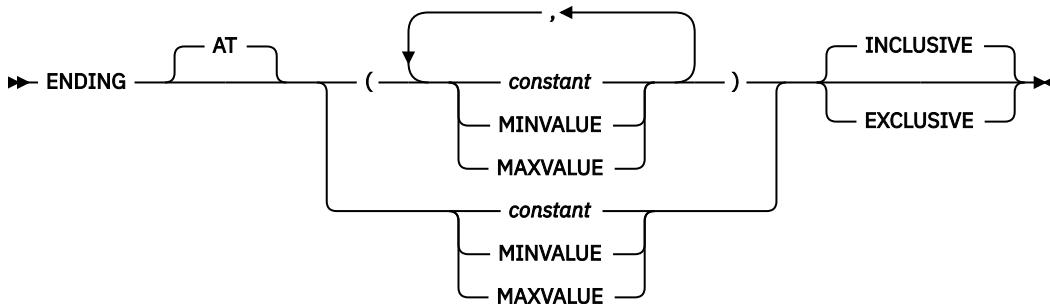 ,
AT INCLUSIVE
ENDING ( constant )
MINVALUE EXCLUSIVE
MAXVALUE
constant
MINVALUE
MAXVALUE